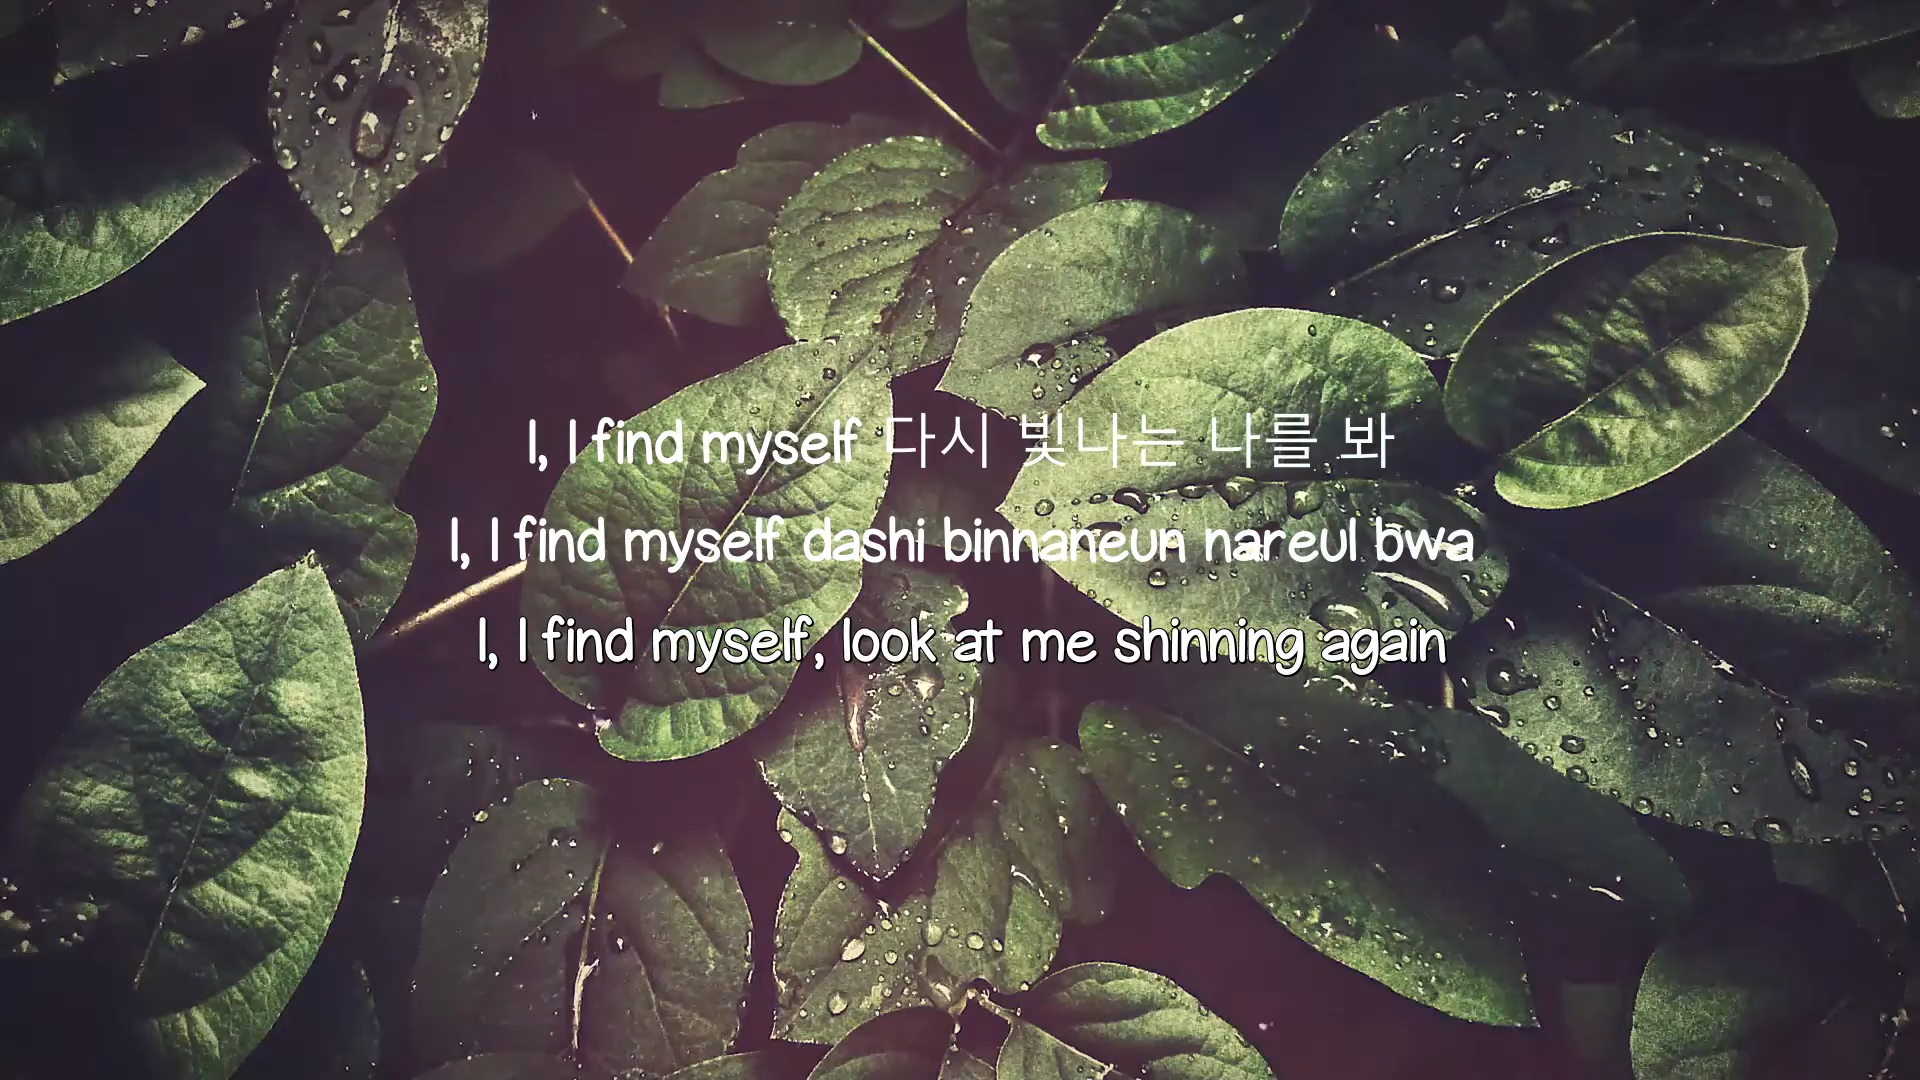 I, I find myself 다시 빛나는 나를 봐
I, I find myself dashi binnaneun nareul bwa
I, I find myself, look at me shinning again